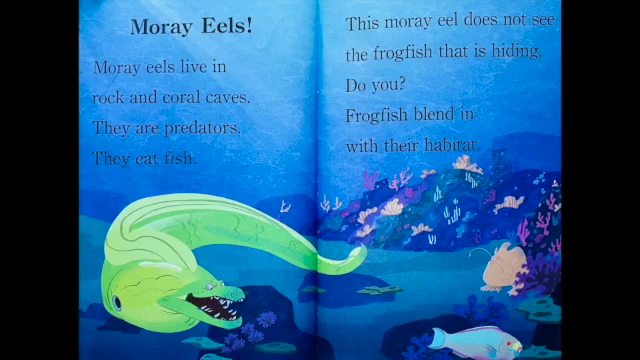 Moray Eels!
Moray eels live in
rock and coral caves.
They are predators.
They eat fish.
This moray eel does not see
the frogfish that is hiding.
Do you?
Frogfish blend in
with their habitat.